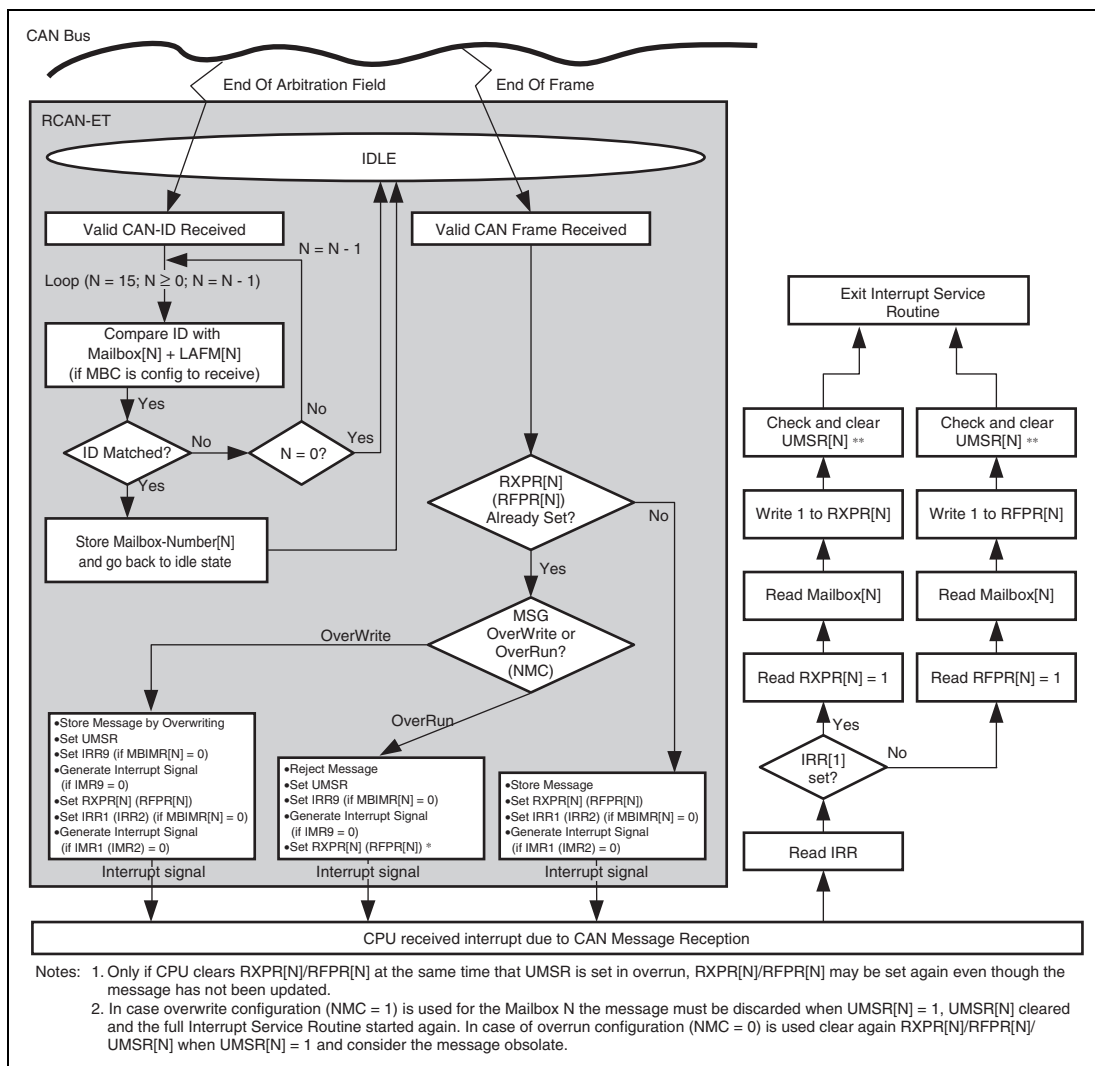 CAN Bus
End Of Arbitration Field
End Of Frame
RCAN-ET
IDLE
Valid CAN-ID Received
Valid CAN Frame Received
N = N - 1
Loop (N = 15; N ≥ 0; N = N - 1)
Compare ID with
Mailbox[N] + LAFM[N]
(if MBC is config to receive)
Yes
No
ID Matched?
No
N = 0?
Yes
Yes
Store Mailbox-Number[N]
and go back to idle state
RXPR[N]
(RFPR[N])
Already Set?
No
Yes
MSG
OverWrite or
OverRun?
(NMC)
OverWrite
OverRun
•Store Message by Overwriting
•Set UMSR
•Set IRR9 (if MBIMR[N] = 0)
•Generate Interrupt Signal
(if IMR9 = 0)
•Set RXPR[N] (RFPR[N])
•Set IRR1 (IRR2) (if MBIMR[N] = 0)
•Generate Interrupt Signal
(if IMR1 (IMR2) = 0)
•Reject Message
•Set UMSR
•Set IRR9 (if MBIMR[N] = 0)
•Generate Interrupt Signal
(if IMR9 = 0)
•Set RXPR[N] (RFPR[N]) *
•Store Message
•Set RXPR[N] (RFPR[N])
•Set IRR1 (IRR2) (if MBIMR[N] = 0)
•Generate Interrupt Signal
(if IMR1 (IMR2) = 0)
Interrupt signal
Interrupt signal
Interrupt signal
Exit Interrupt Service
Routine
Check and clear
UMSR[N] **
Check and clear
UMSR[N] **
Write 1 to RXPR[N]
Write 1 to RFPR[N]
Read Mailbox[N]
Read Mailbox[N]
Read RXPR[N] = 1
Read RFPR[N] = 1
Yes
No
IRR[1]
set?
Read IRR
CPU received interrupt due to CAN Message Reception
Notes: 1. Only if CPU clears RXPR[N]/RFPR[N] at the same time that UMSR is set in overrun, RXPR[N]/RFPR[N] may be set again even though the
message has not been updated.
2. In case overwrite configuration (NMC = 1) is used for the Mailbox N the message must be discarded when UMSR[N] = 1, UMSR[N] cleared
and the full Interrupt Service Routine started again. In case of overrun configuration (NMC = 0) is used clear again RXPR[N]/RFPR[N]/
UMSR[N] when UMSR[N] = 1 and consider the message obsolate.